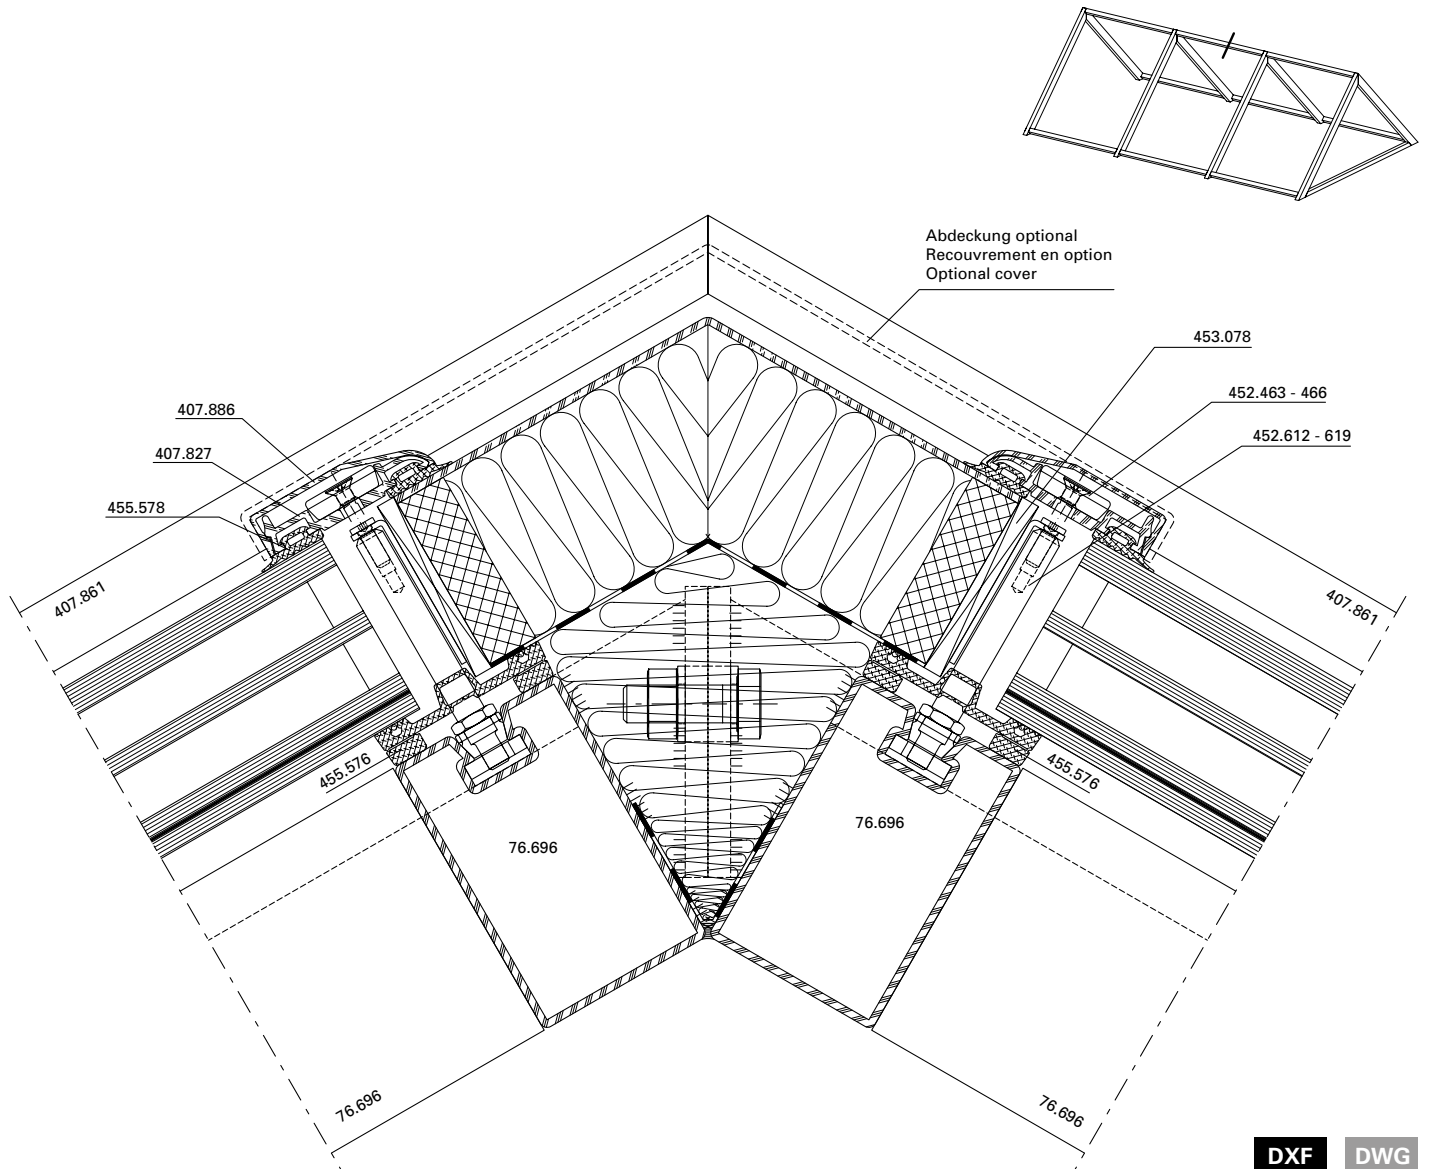 Abdeckung optional
Recouvrement en option
Optional cover
453.078
452.463 - 466
452.612 - 619
407.886
407.827
455.578
407.861
407.861
455.576
455.576
76.696
76.696
76.696
76.696
DXF
DWG